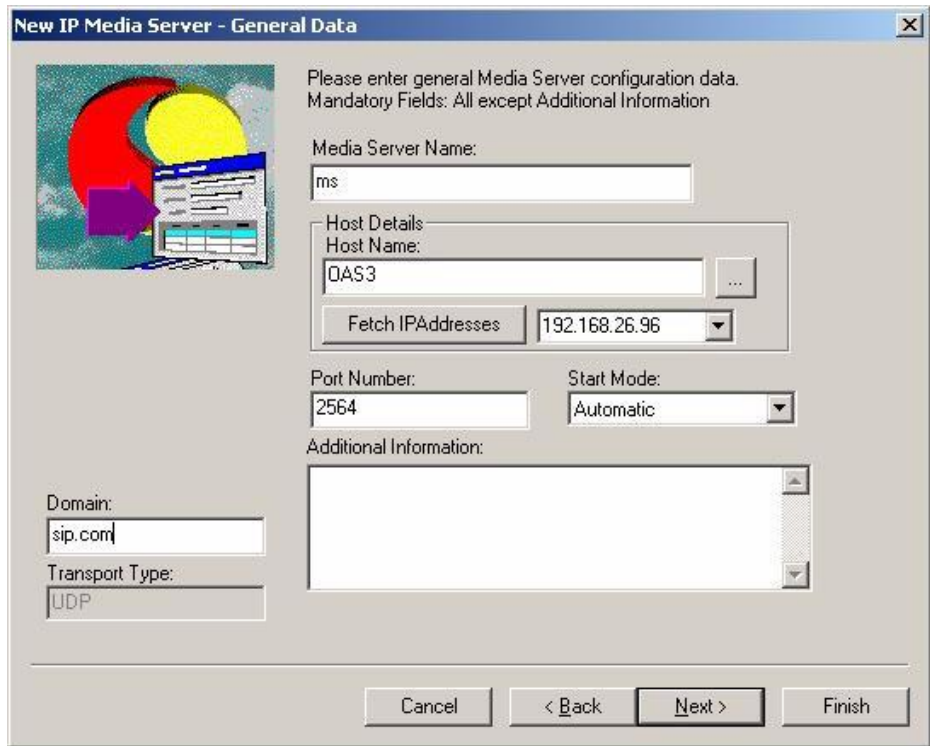 New IP Media Server - General Data
Please enter general Media Server configuration data.
Mandatory Fields: All except Additional Information
Media Server Name:
ms
Host Details
Host Name:
OAS3
...
Fetch IPAddresses
192.168.26.96
Port Number:
Start Mode:
2564
Automatic
Additional Information:
Domain:
sip.com
Transport Type:
UDP
Cancel
< Back
Next >
Finish